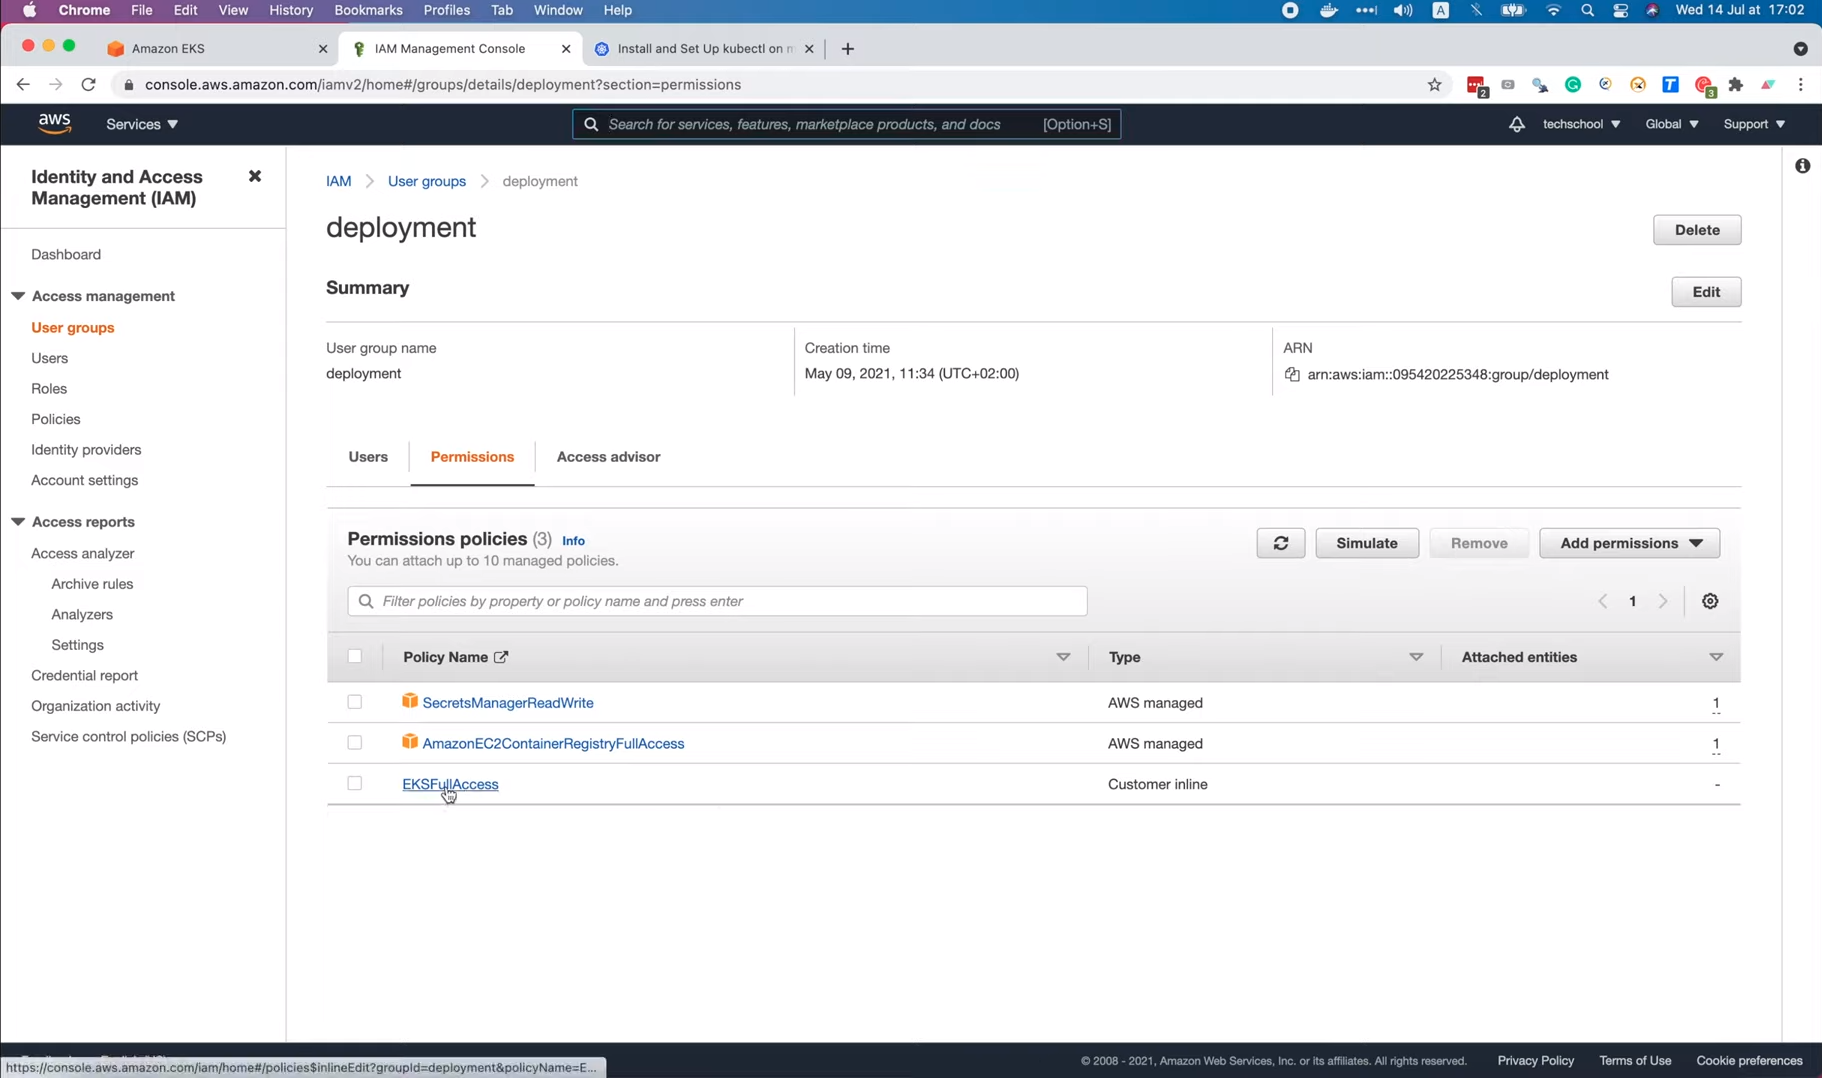 Chrome File Edit View History Bookmarks Profiles Tab Window Help A Wed 14 Jul at 17:02
Amazon EKS IAM Management Console Install and Set Up kubectl on m
console.aws.amazon.com/iamv2/home#/groups/details/deployment?section=permissions 2 T 3
aws Services Search for services, features, marketplace products, and docs [Option+S] techschool Global Support
Identity and Access
Management (IAM)
Dashboard
Access management
User groups
Users
Roles
Policies
Identity providers
Account settings
Access reports
Access analyzer
Archive rules
Analyzers
Settings
Credential report
Organization activity
Service control policies (SCPs)
IAM User groups deployment
deployment Delete
Summary Edit
User group name Creation time ARN
deployment May 09, 2021, 11:34 (UTC+02:00) arn:aws:iam::095420225348:group/deployment
Users Permissions Access advisor
Permissions policies (3) Info Simulate Remove Add permissions
You can attach up to 10 managed policies.
Filter policies by property or policy name and press enter 1
Policy Name Type Attached entities
SecretsManagerReadWrite AWS managed 1
AmazonEC2ContainerRegistryFullAccess AWS managed 1
EKSFullAccess Customer inline -
https://console.aws.amazon.com/iam/home#/policies$inlineEdit?groupId=deployment&policyName=E...
© 2008 - 2021, Amazon Web Services, Inc. or its affiliates. All rights reserved. Privacy Policy Terms of Use Cookie preferences